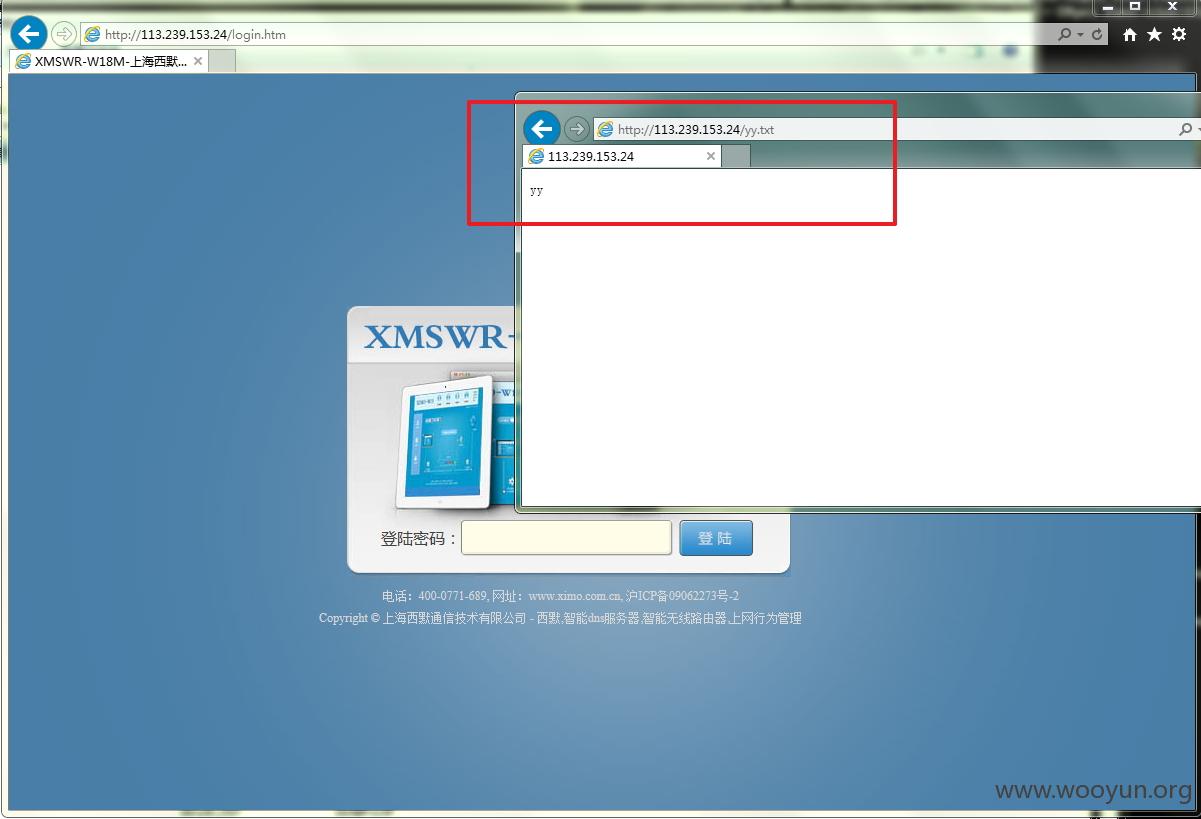 http://113.239.153.24/login.htm
XMSWR-W18M-上海西默...
http://113.239.153.24/yy.txt
113.239.153.24
yy
XMSWR-
登陆密码：
登 陆
电话：400-0771-689, 网址：www.ximo.com.cn, 沪ICP备09062273号-2
Copyright © 上海西默通信技术有限公司 - 西默,智能dns服务器,智能无线路由器,上网行为管理
www.wooyun.org